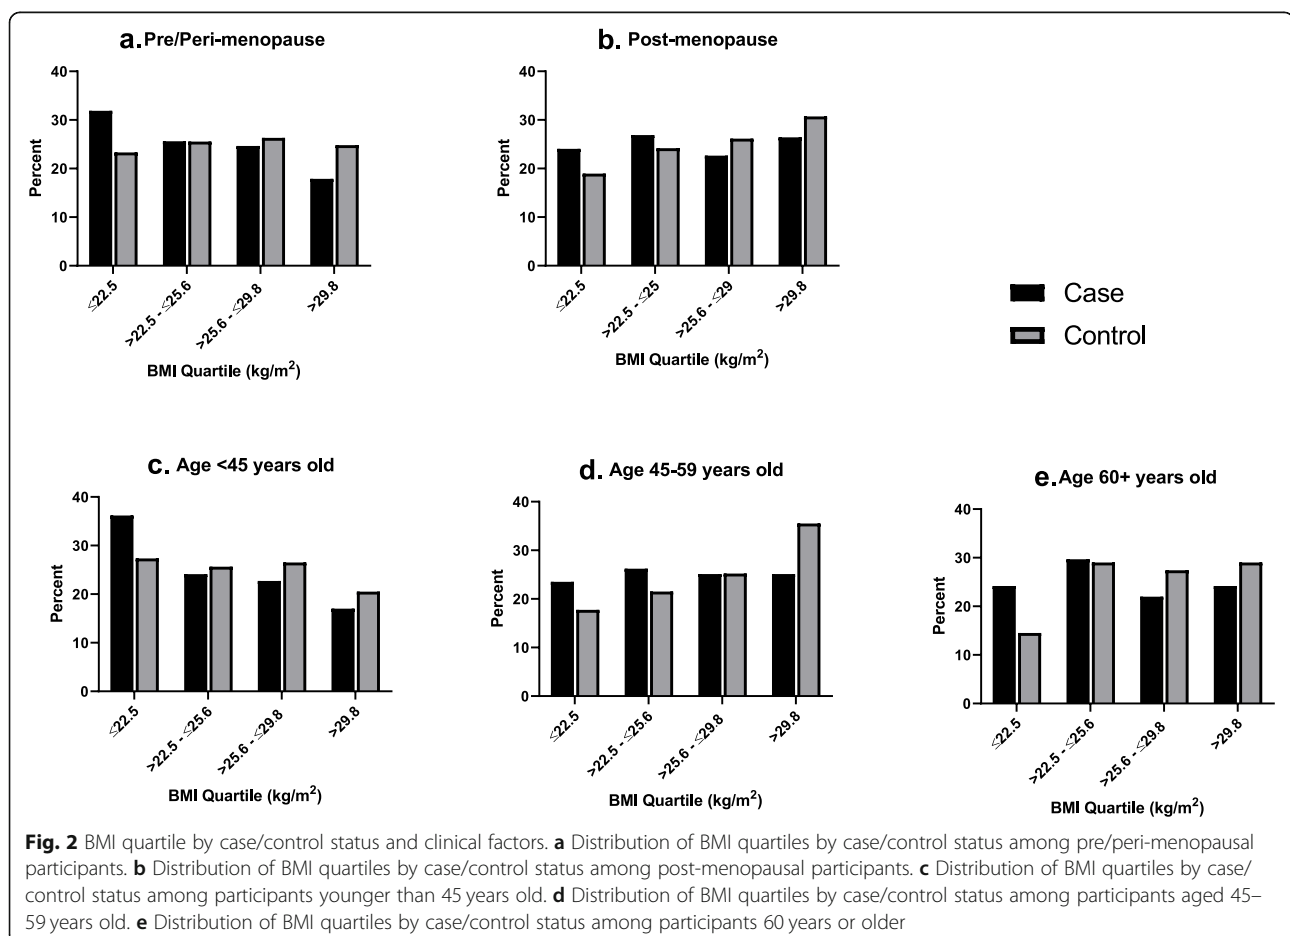 a. Pre/Peri-menopause
40
30
20
10
0
Percent
≤22.5
>22.5 - ≤25.6
>25.6 - ≤29.8
>29.8
BMI Quartile (kg/m²)
b. Post-menopause
40
30
20
10
0
Percent
≤22.5
>22.5 - ≤25
>25.6 - ≤29
>29.8
BMI Quartile (kg/m²)
Case
Control
c. Age <45 years old
40
30
20
10
0
Percent
≤22.5
>22.5 - ≤25.6
>25.6 - ≤29.8
>29.8
BMI Quartile (kg/m²)
d. Age 45-59 years old
40
30
20
10
0
Percent
≤22.5
>22.5 - ≤25.6
>25.6 - ≤29.8
>29.8
BMI Quartile (kg/m²)
e. Age 60+ years old
40
30
20
10
0
Percent
≤22.5
>22.5 - ≤25.6
>25.6 - ≤29.8
>29.8
BMI Quartile (kg/m²)
Fig. 2 BMI quartile by case/control status and clinical factors. a Distribution of BMI quartiles by case/control status among pre/peri-menopausal
participants. b Distribution of BMI quartiles by case/control status among post-menopausal participants. c Distribution of BMI quartiles by case/
control status among participants younger than 45 years old. d Distribution of BMI quartiles by case/control status among participants aged 45–
59 years old. e Distribution of BMI quartiles by case/control status among participants 60 years or older